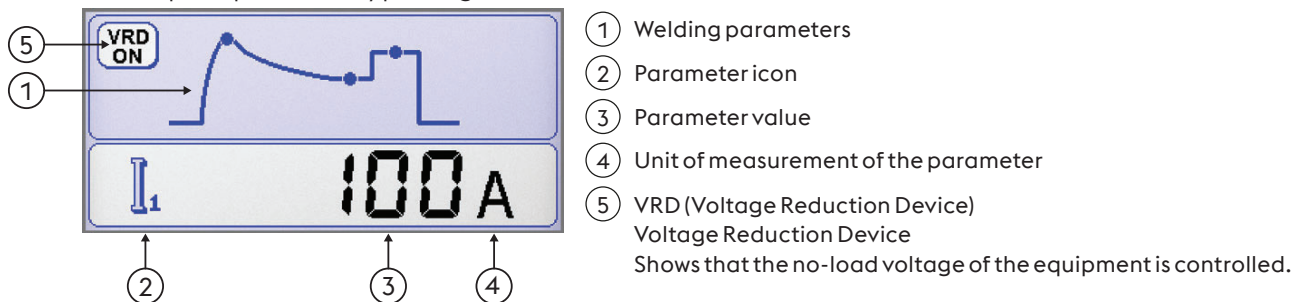 5
VRD
ON
1
I1
100 A
2
3
4
1 Welding parameters
2 Parameter icon
3 Parameter value
4 Unit of measurement of the parameter
5 VRD (Voltage Reduction Device)
Voltage Reduction Device
Shows that the no-load voltage of the equipment is controlled.